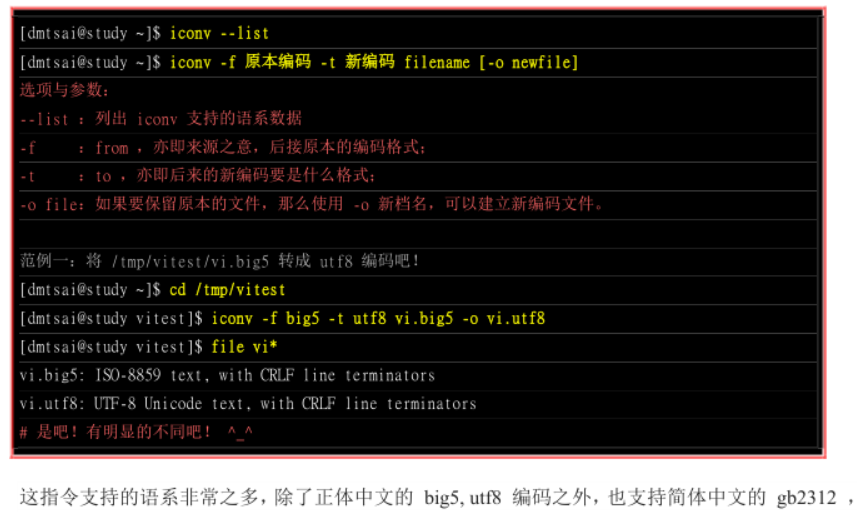 [dmtsai@study ~]$ iconv --list
[dmtsai@study ~]$ iconv -f 原本编码 -t 新编码 filename [-o newfile]
选项与参数：
--list ：列出 iconv 支持的语系数据
-f     ：from ，亦即来源之意，后接原本的编码格式；
-t     ：to ，亦即后来的新编码要是什么格式；
-o file：如果要保留原本的文件，那么使用 -o 新档名，可以建立新编码文件。
范例一：将 /tmp/vitest/vi.big5 转成 utf8 编码吧！
[dmtsai@study ~]$ cd /tmp/vitest
[dmtsai@study vitest]$ iconv -f big5 -t utf8 vi.big5 -o vi.utf8
[dmtsai@study vitest]$ file vi*
vi.big5: ISO-8859 text, with CRLF line terminators
vi.utf8: UTF-8 Unicode text, with CRLF line terminators
# 是吧！有明显的不同吧！ ^_^
这指令支持的语系非常之多，除了正体中文的 big5, utf8 编码之外，也支持简体中文的 gb2312 ，